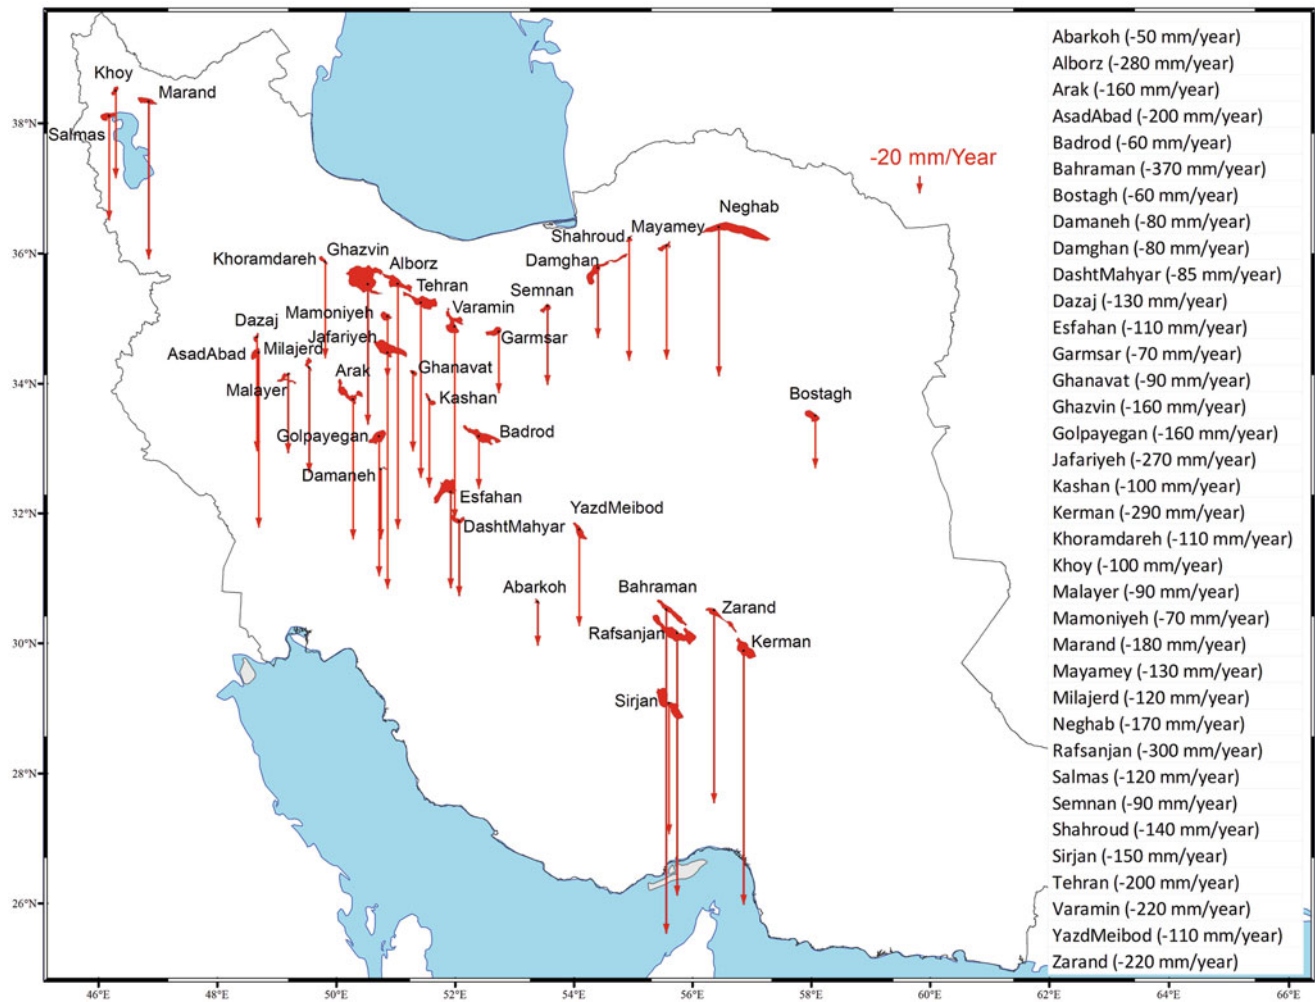 Khoy
Marand
Salmas
-20 mm/Year
Neghab
Mayamey
Shahroud
Damghan
Semnan
Khoramdareh
Ghazvin
Alborz
Tehran
Varamin
Garmsar
Mamoniyeh
Jafariyeh
Dazaj
AsadAbad
Milajerd
Malayer
Arak
Ghanavat
Kashan
Golpayegan
Badrod
Damaneh
Esfahan
DashtMahyar
Bostagh
YazdMeibod
Abarkoh
Bahraman
Zarand
Rafsanjan
Kerman
Sirjan
Abarkoh (-50 mm/year)
Alborz (-280 mm/year)
Arak (-160 mm/year)
AsadAbad (-200 mm/year)
Badrod (-60 mm/year)
Bahraman (-370 mm/year)
Bostagh (-60 mm/year)
Damaneh (-80 mm/year)
Damghan (-80 mm/year)
DashtMahyar (-85 mm/year)
Dazaj (-130 mm/year)
Esfahan (-110 mm/year)
Garmsar (-70 mm/year)
Ghanavat (-90 mm/year)
Ghazvin (-160 mm/year)
Golpayegan (-160 mm/year)
Jafariyeh (-270 mm/year)
Kashan (-100 mm/year)
Kerman (-290 mm/year)
Khoramdareh (-110 mm/year)
Khoy (-100 mm/year)
Malayer (-90 mm/year)
Mamoniyeh (-70 mm/year)
Marand (-180 mm/year)
Mayamey (-130 mm/year)
Milajerd (-120 mm/year)
Neghab (-170 mm/year)
Rafsanjan (-300 mm/year)
Salmas (-120 mm/year)
Semnan (-90 mm/year)
Shahroud (-140 mm/year)
Sirjan (-150 mm/year)
Tehran (-200 mm/year)
Varamin (-220 mm/year)
YazdMeibod (-110 mm/year)
Zarand (-220 mm/year)
38°N
36°N
34°N
32°N
30°N
28°N
26°N
46°E 48°E 50°E 52°E 54°E 56°E 58°E 60°E 62°E 64°E 66°E